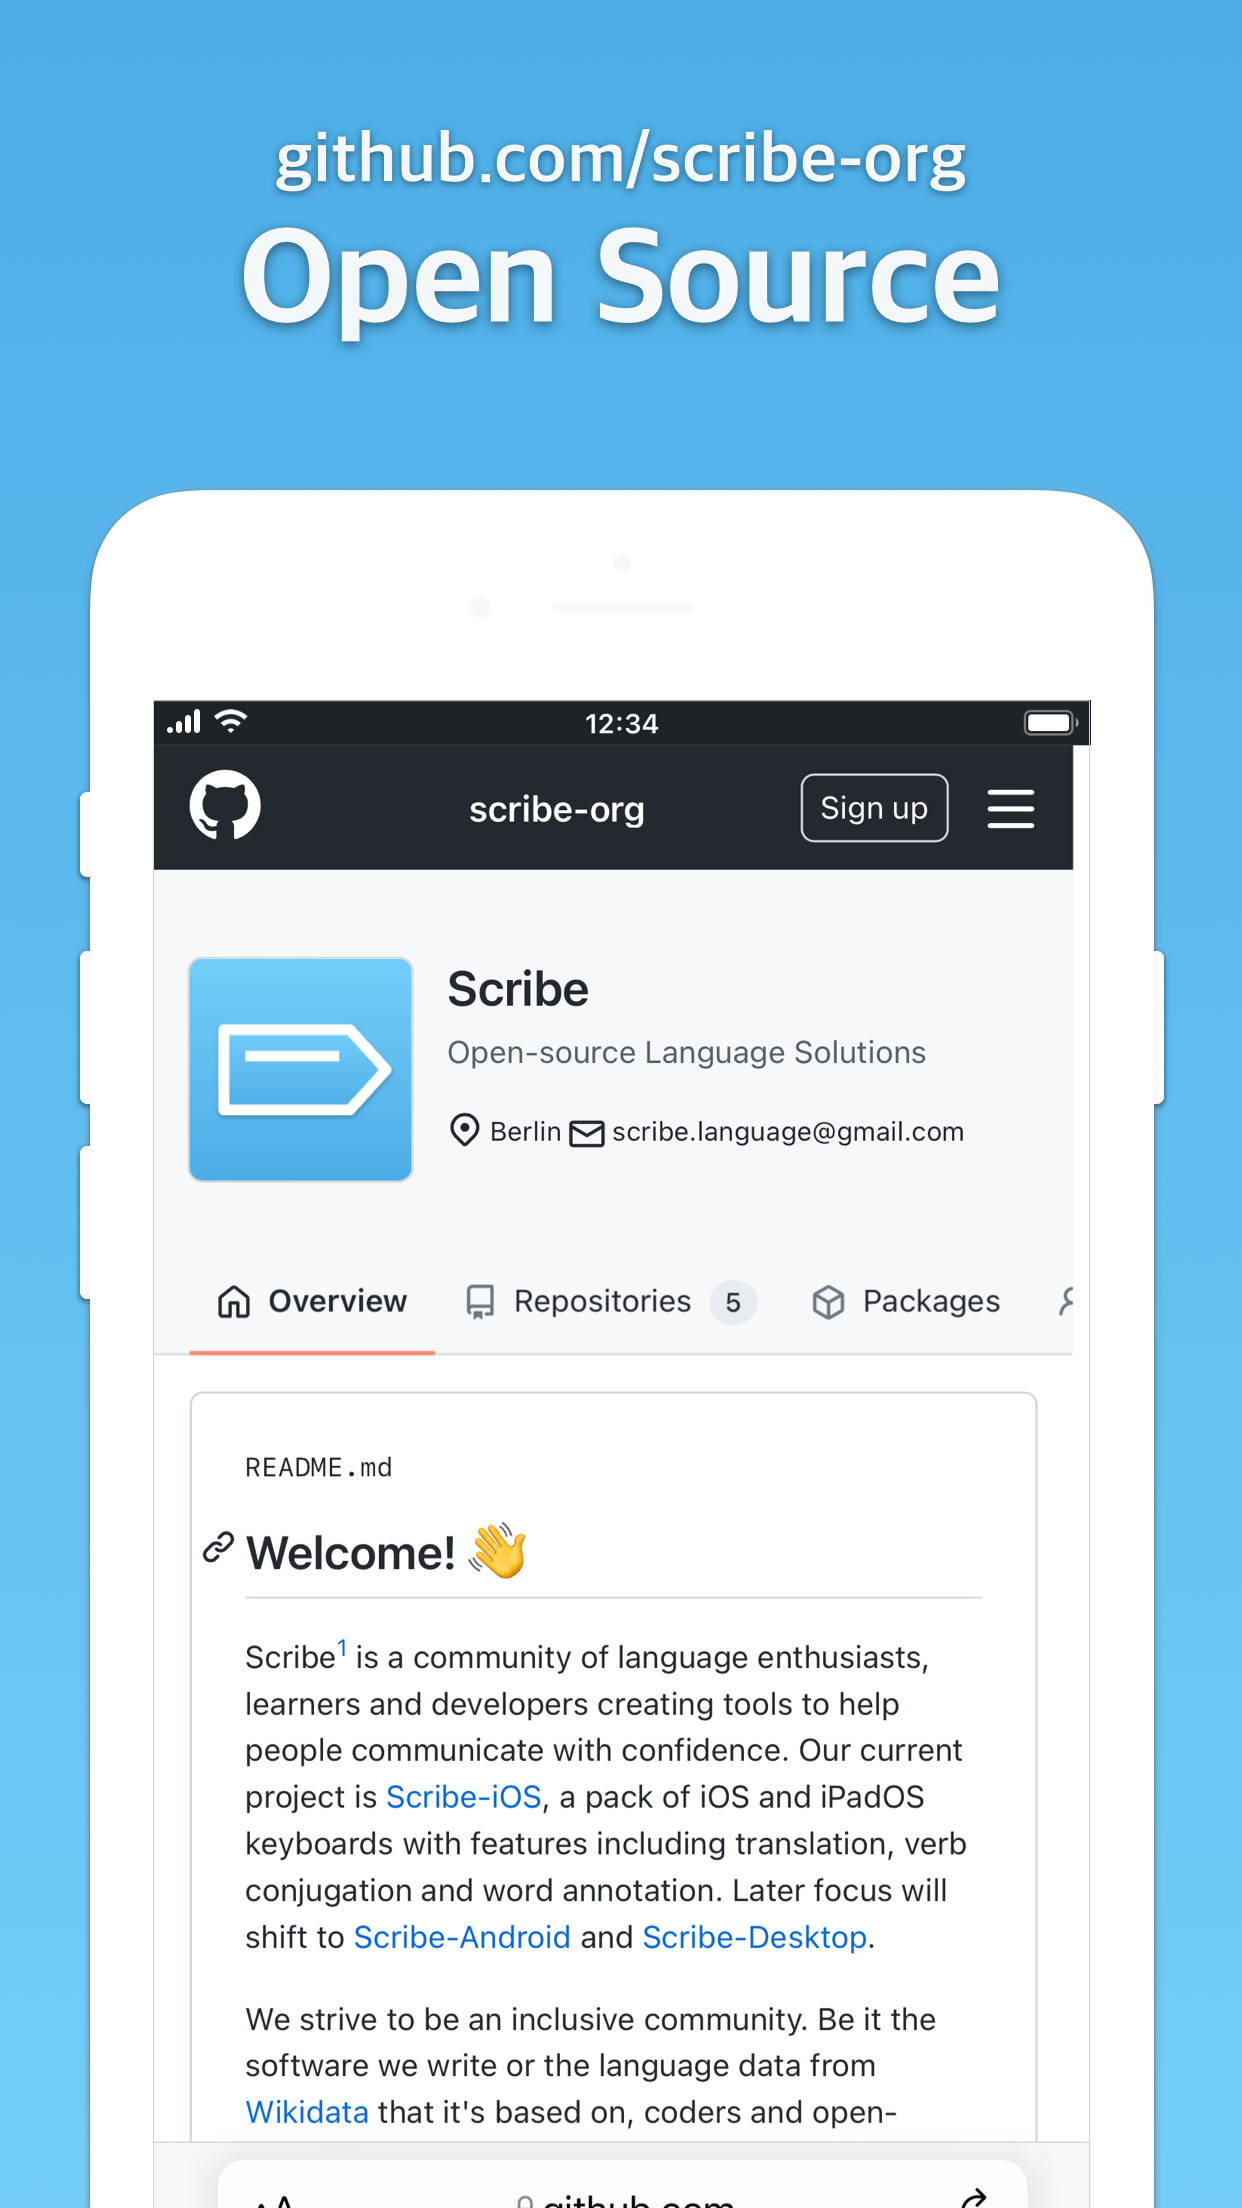 github.com/scribe-org
Open Source
12:34
scribe-org
Sign up
Scribe
Open-source Language Solutions
Berlin scribe.language@gmail.com
Overview Repositories 5 Packages
README.md
Welcome! 👋
Scribe1 is a community of language enthusiasts,
learners and developers creating tools to help
people communicate with confidence. Our current
project is Scribe-iOS, a pack of iOS and iPadOS
keyboards with features including translation, verb
conjugation and word annotation. Later focus will
shift to Scribe-Android and Scribe-Desktop.
We strive to be an inclusive community. Be it the
software we write or the language data from
Wikidata that it's based on, coders and open-
AA github.com